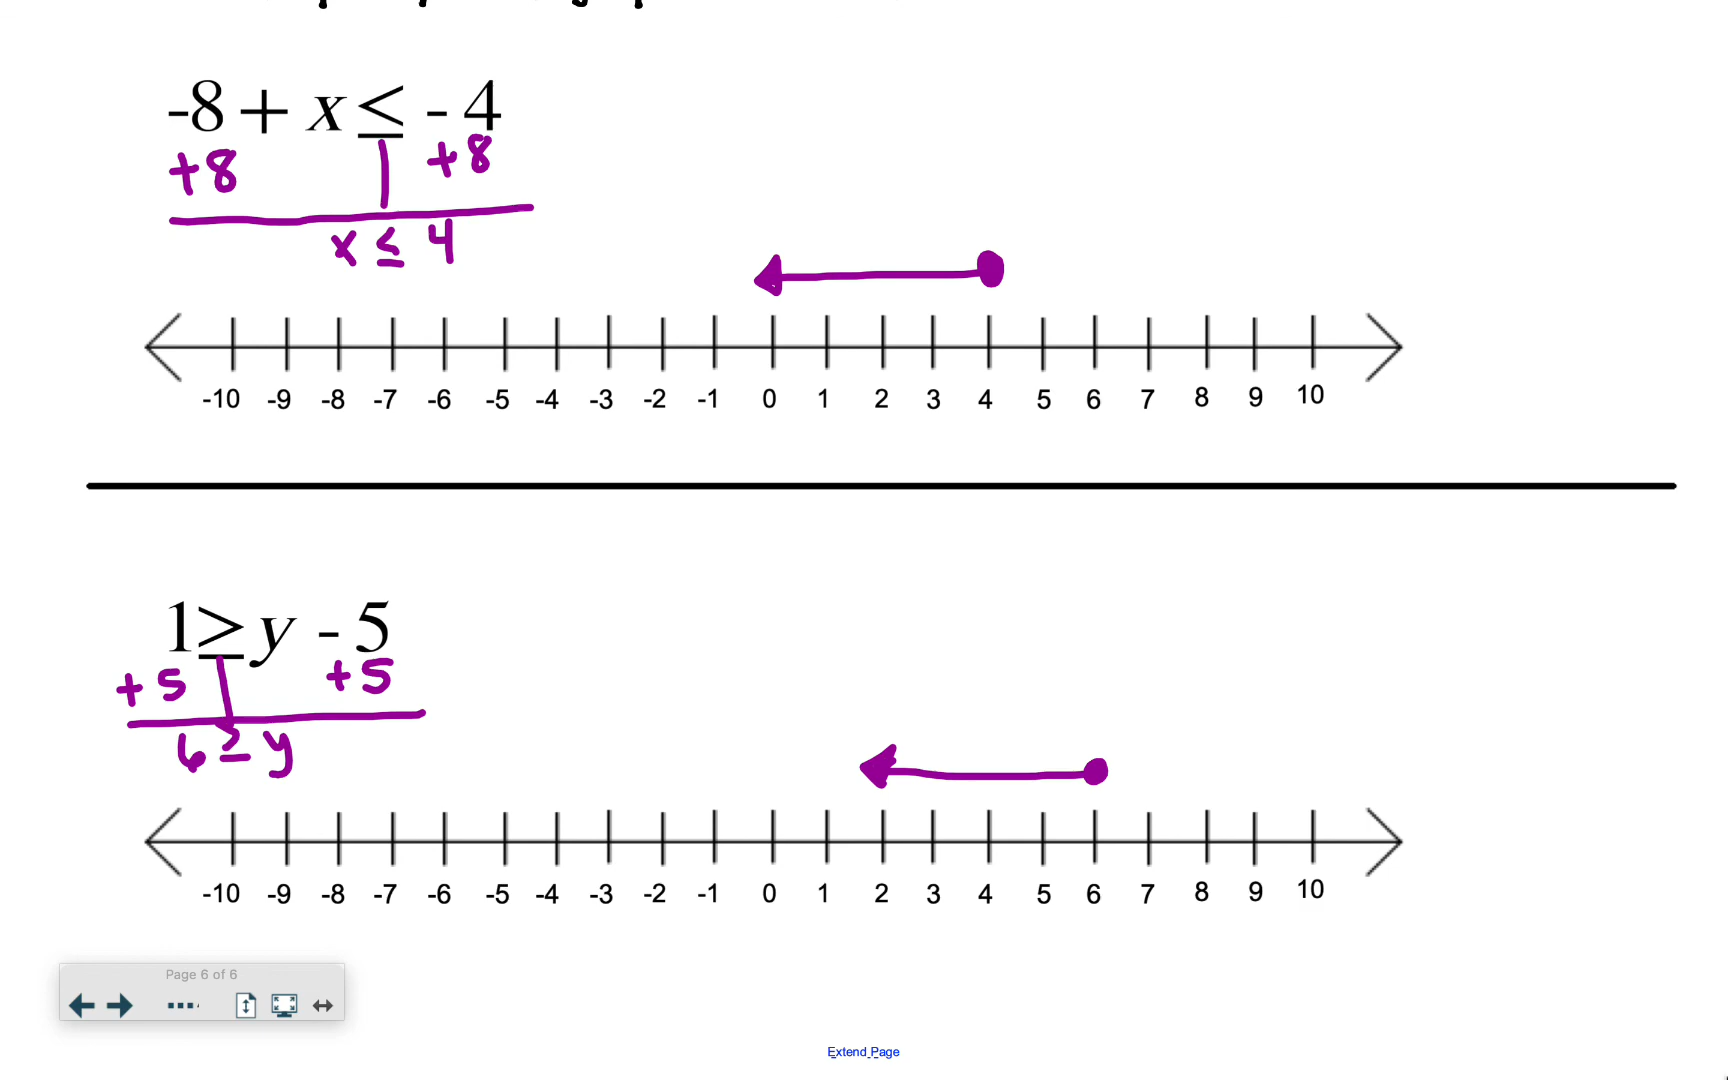 -8 + x ≤ - 4
+8 +8
x ≤ 4
-10 -9 -8 -7 -6 -5 -4 -3 -2 -1 0 1 2 3 4 5 6 7 8 9 10
1 ≥ y - 5
+5 +5
6 ≥ y
-10 -9 -8 -7 -6 -5 -4 -3 -2 -1 0 1 2 3 4 5 6 7 8 9 10
Page 6 of 6
Extend Page